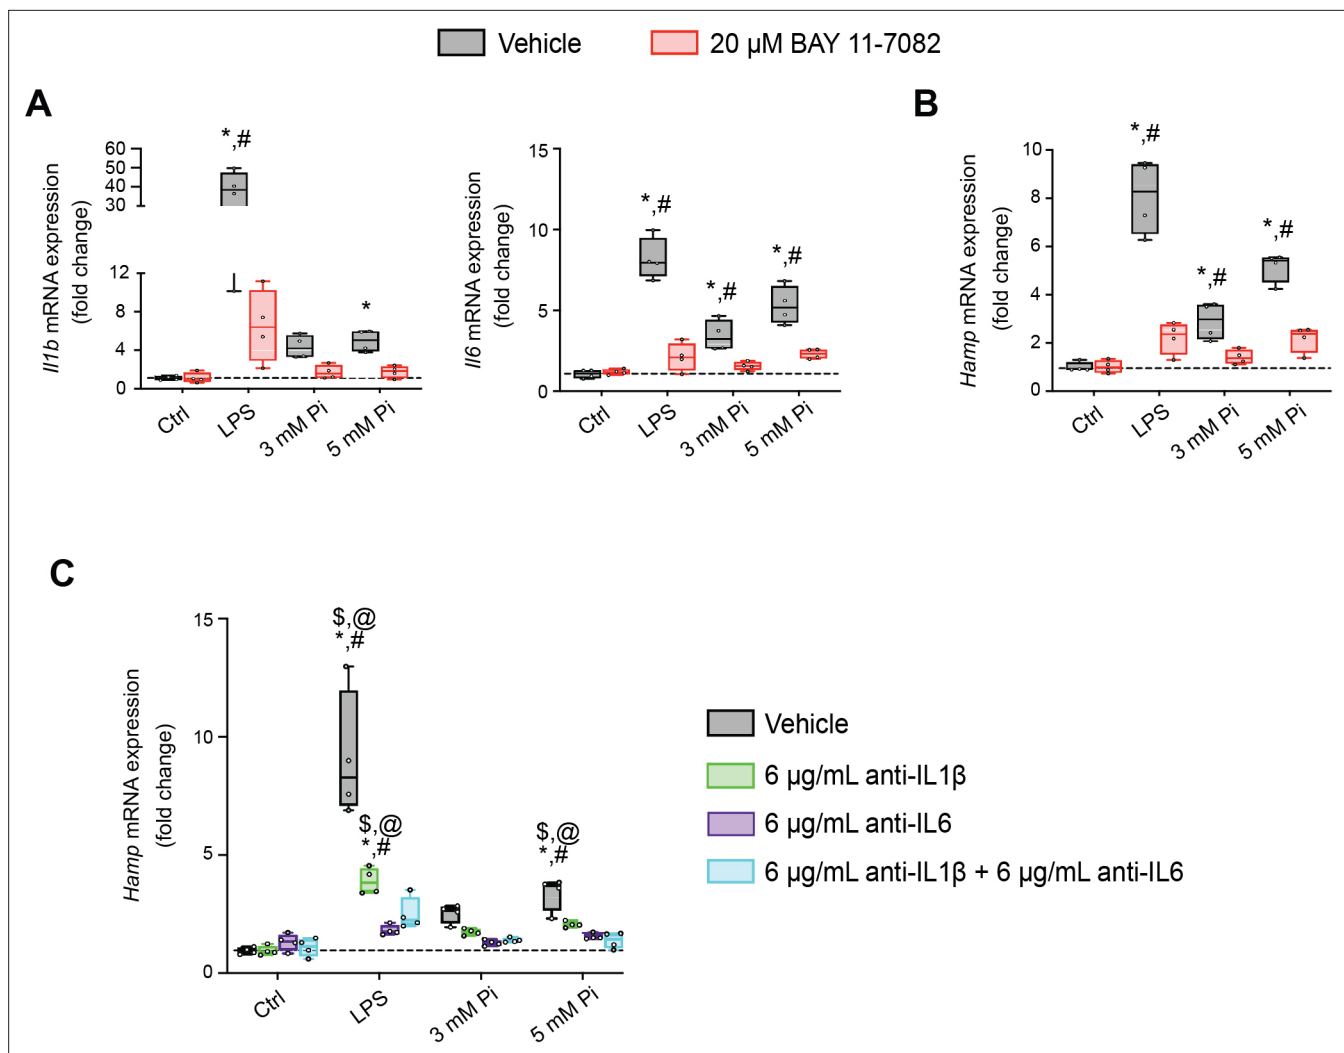 Vehicle
20 µM BAY 11-7082
A
Il1b mRNA expression
(fold change)
60
50
40
30
12
8
4
0
*,#
*
Ctrl
LPS
3 mM Pi
5 mM Pi
Il6 mRNA expression
(fold change)
15
10
5
0
*,#
*,#
*,#
Ctrl
LPS
3 mM Pi
5 mM Pi
B
Hamp mRNA expression
(fold change)
10
8
6
4
2
0
*,#
*,#
*,#
Ctrl
LPS
3 mM Pi
5 mM Pi
C
Hamp mRNA expression
(fold change)
15
10
5
0
$,@
*,#
$,@
*,#
$,@
*,#
Ctrl
LPS
3 mM Pi
5 mM Pi
Vehicle
6 µg/mL anti-IL1β
6 µg/mL anti-IL6
6 µg/mL anti-IL1β + 6 µg/mL anti-IL6